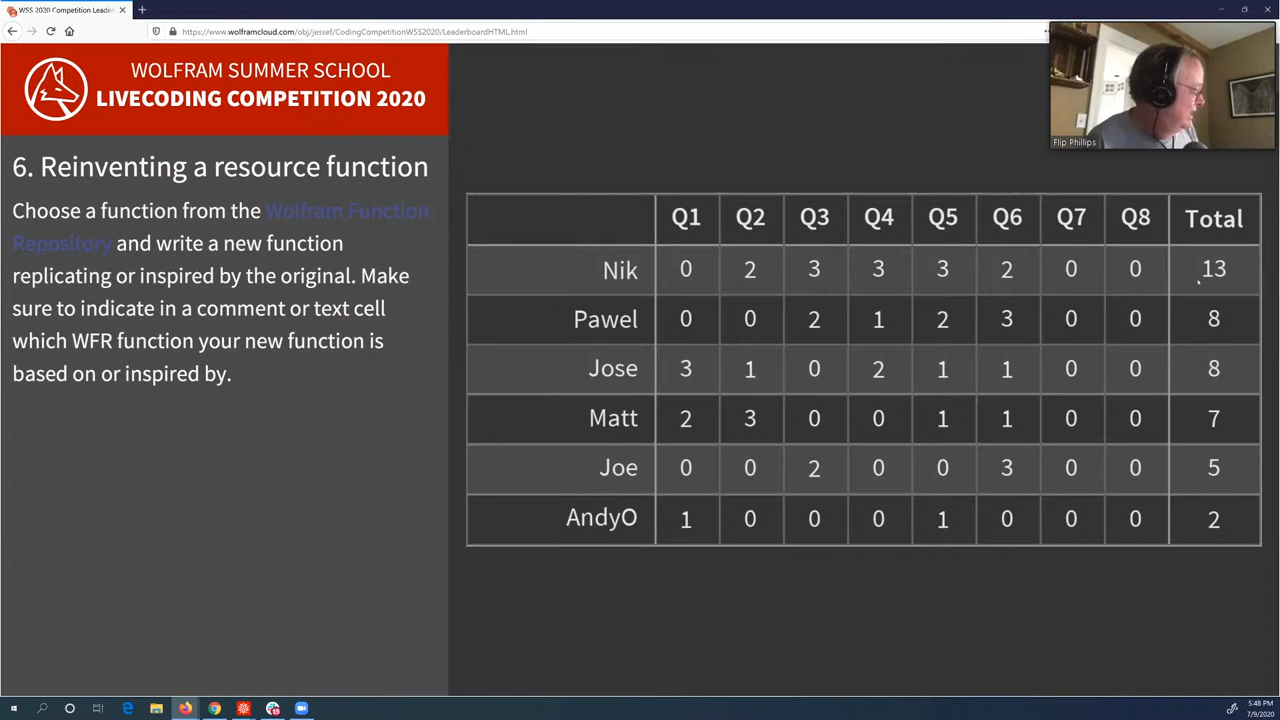 WSS 2020 Competition Leader
https://www.wolframcloud.com/obj/jessef/CodingCompetitionWSS2020/LeaderboardHTML.html
WOLFRAM SUMMER SCHOOL
LIVECODING COMPETITION 2020
6. Reinventing a resource function
Choose a function from the Wolfram Function
Repository and write a new function
replicating or inspired by the original. Make
sure to indicate in a comment or text cell
which WFR function your new function is
based on or inspired by.
Flip Phillips
Q1 Q2 Q3 Q4 Q5 Q6 Q7 Q8 Total
Nik 0 2 3 3 3 2 0 0 13
Pawel 0 0 2 1 2 3 0 0 8
Jose 3 1 0 2 1 1 0 0 8
Matt 2 3 0 0 1 1 0 0 7
Joe 0 0 2 0 0 3 0 0 5
AndyO 1 0 0 0 1 0 0 0 2
5:48 PM
7/9/2020